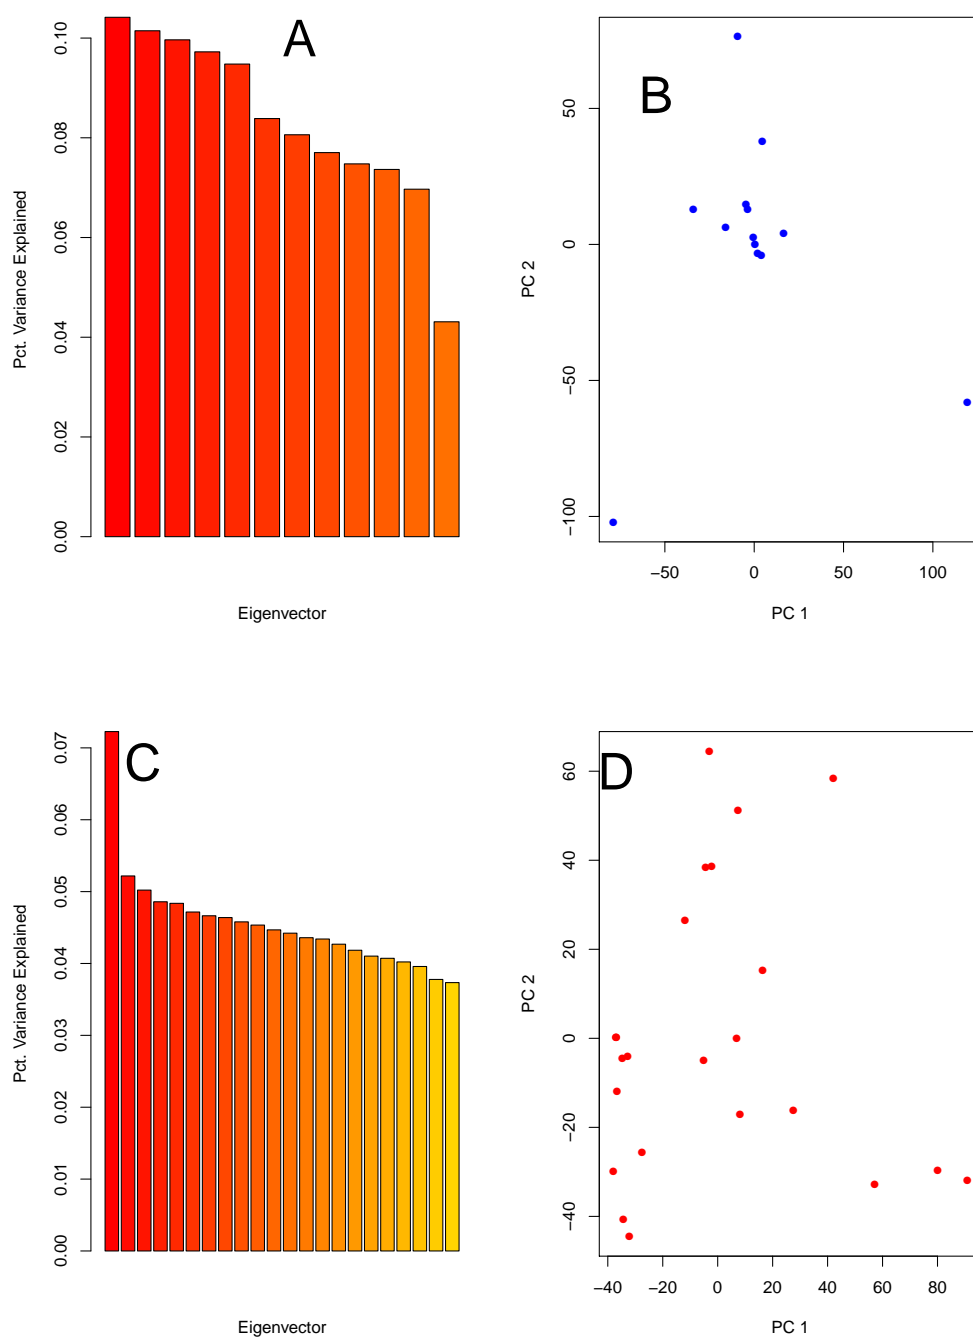 A
Pct. Variance Explained
0.00
0.02
0.04
0.06
0.08
0.10
Eigenvector
B
PC 2
−100
−50
0
50
−50 0 50 100
PC 1
C
Pct. Variance Explained
0.00
0.01
0.02
0.03
0.04
0.05
0.06
0.07
Eigenvector
D
PC 2
−40
−20
0
20
40
60
−40 −20 0 20 40 60 80
PC 1